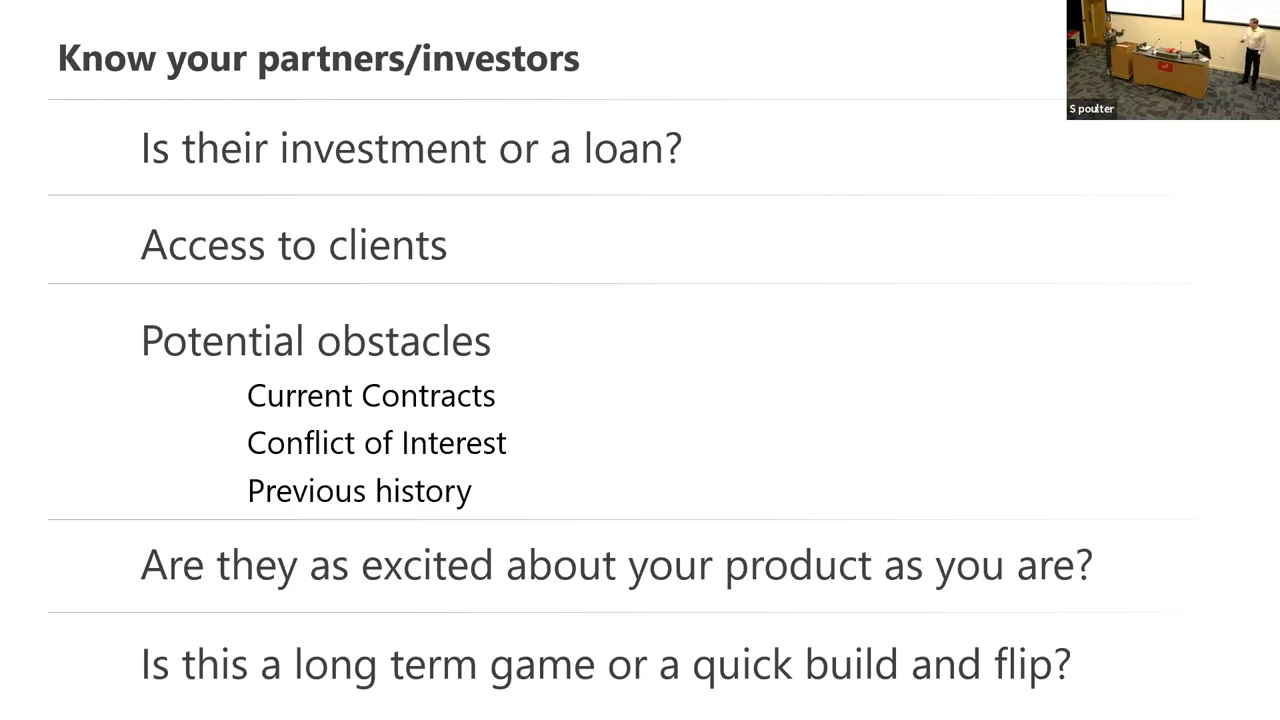 Know your partners/investors
S poulter
Is their investment or a loan?
Access to clients
Potential obstacles
Current Contracts
Conflict of Interest
Previous history
Are they as excited about your product as you are?
Is this a long term game or a quick build and flip?